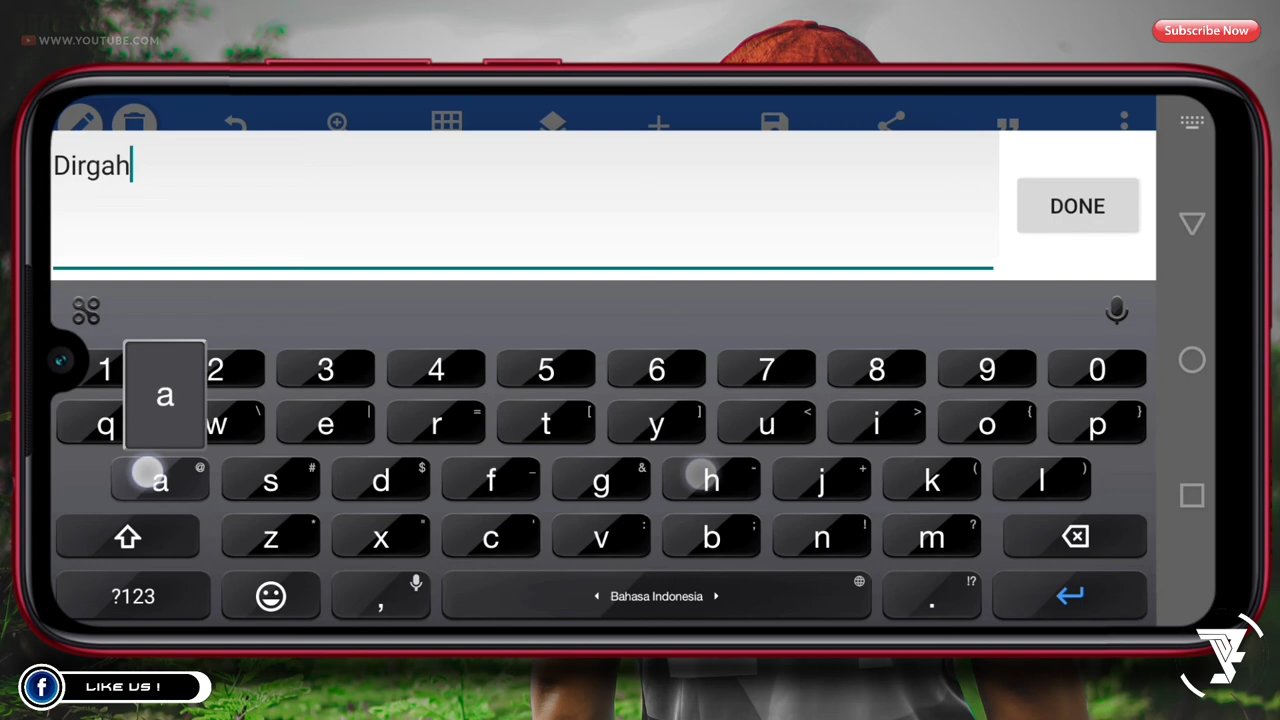 WWW.YOUTUBE.COM
Subscribe Now
Dirgah
DONE
a
1 2 3 4 5 6 7 8 9 0
q w \ e | r = t [ y ] u < i > o { p }
a @ s # d $ f _ g & h - j + k ( l )
z * x " c ' v : b ; n ! m ?
?123 , Bahasa Indonesia . !?
f LIKE US !